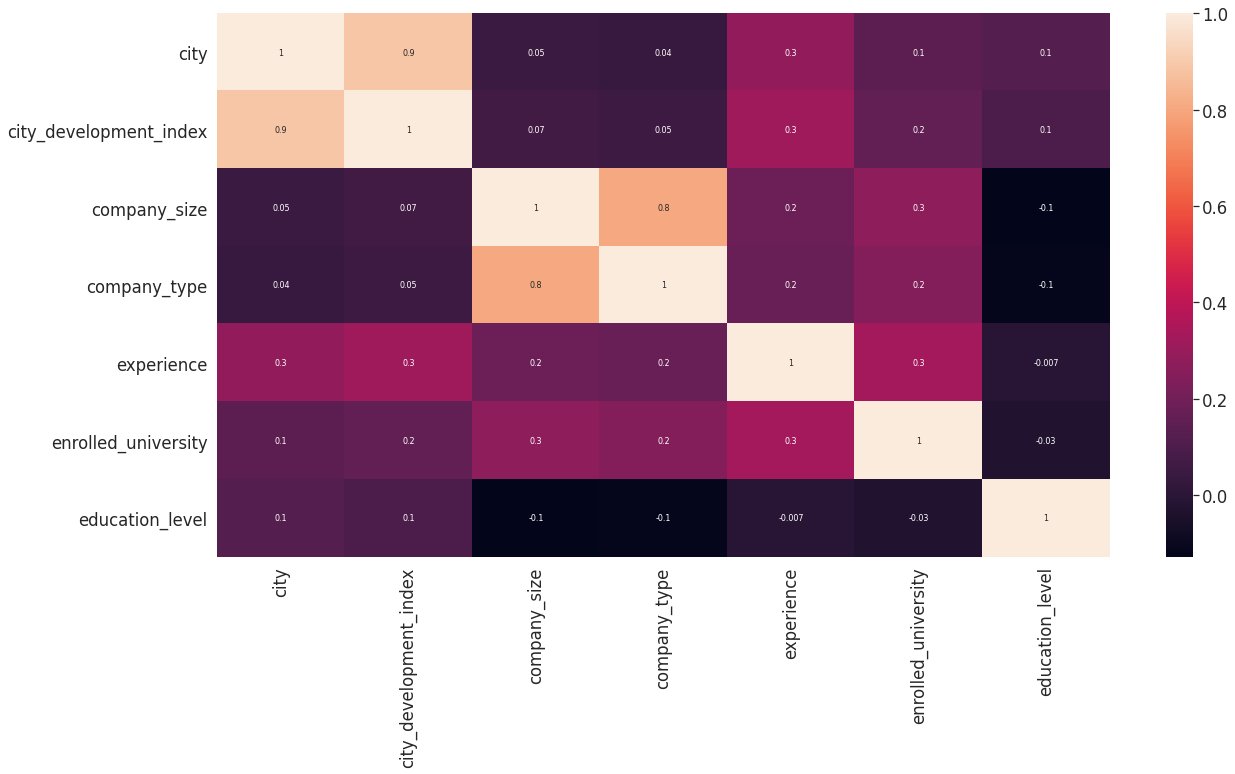 city 1 0.9 0.05 0.04 0.3 0.1 0.1
city_development_index 0.9 1 0.07 0.05 0.3 0.2 0.1
company_size 0.05 0.07 1 0.8 0.2 0.3 -0.1
company_type 0.04 0.05 0.8 1 0.2 0.2 -0.1
experience 0.3 0.3 0.2 0.2 1 0.3 -0.007
enrolled_university 0.1 0.2 0.3 0.2 0.3 1 -0.03
education_level 0.1 0.1 -0.1 -0.1 -0.007 -0.03 1
city
city_development_index
company_size
company_type
experience
enrolled_university
education_level
1.0
0.8
0.6
0.4
0.2
0.0